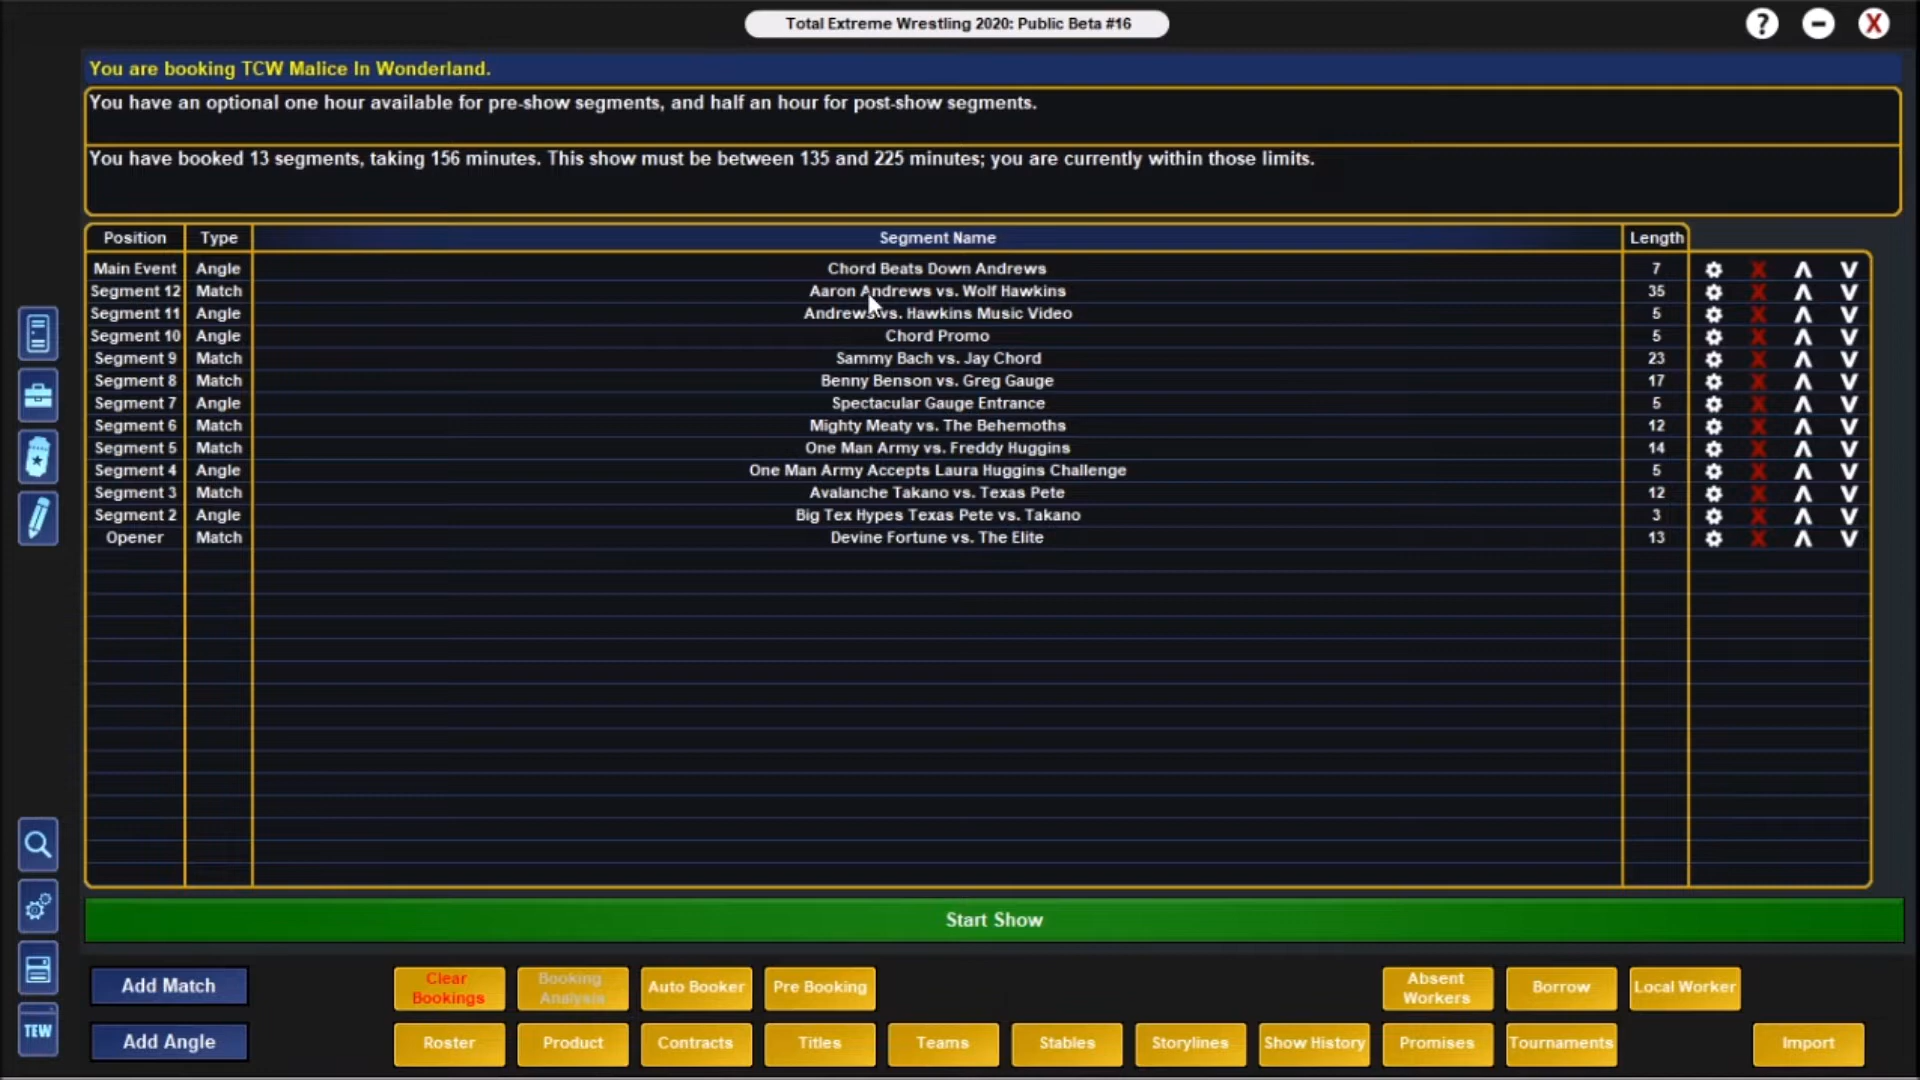 Total Extreme Wrestling 2020: Public Beta #16
? X
You are booking TCW Malice In Wonderland.
You have an optional one hour available for pre-show segments, and half an hour for post-show segments.
You have booked 13 segments, taking 156 minutes. This show must be between 135 and 225 minutes; you are currently within those limits.
Position Type Segment Name Length
Main Event Angle Chord Beats Down Andrews 7 X
Segment 12 Match Aaron Andrews vs. Wolf Hawkins 35 X
Segment 11 Angle Andrews vs. Hawkins Music Video 5 X
Segment 10 Angle Chord Promo 5 X
Segment 9 Match Sammy Bach vs. Jay Chord 23 X
Segment 8 Match Benny Benson vs. Greg Gauge 17 X
Segment 7 Angle Spectacular Gauge Entrance 5 X
Segment 6 Match Mighty Meaty vs. The Behemoths 12 X
Segment 5 Match One Man Army vs. Freddy Huggins 14 X
Segment 4 Angle One Man Army Accepts Laura Huggins Challenge 5 X
Segment 3 Match Avalanche Takano vs. Texas Pete 12 X
Segment 2 Angle Big Tex Hypes Texas Pete vs. Takano 3 X
Opener Match Devine Fortune vs. The Elite 13 X
Start Show
Add Match
Clear Bookings
Booking Analysis
Auto Booker
Pre Booking
Absent Workers
Borrow
Local Worker
TEW
Add Angle
Roster
Product
Contracts
Titles
Teams
Stables
Storylines
Show History
Promises
Tournaments
Import